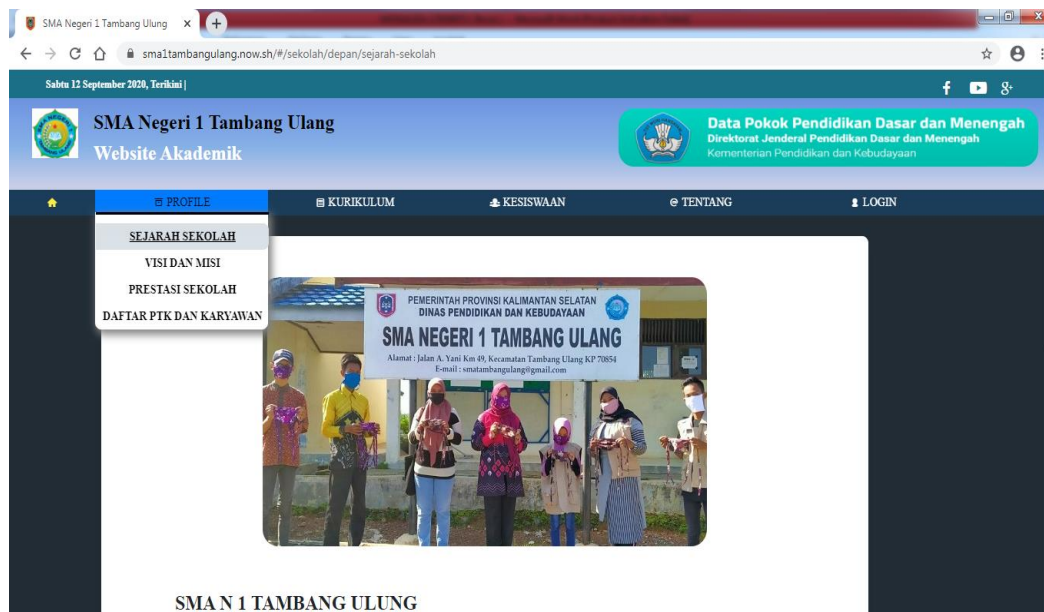 SMA Negeri 1 Tambang Ulung
sma1tambangulang.now.sh/#/sekolah/depan/sejarah-sekolah
Sabtu 12 September 2020, Terikini |
SMA Negeri 1 Tambang Ulang
Website Akademik
Data Pokok Pendidikan Dasar dan Menengah
Direktorat Jenderal Pendidikan Dasar dan Menengah
Kementerian Pendidikan dan Kebudayaan
PROFILE KURIKULUM KESISWAAN @ TENTANG LOGIN
SEJARAH SEKOLAH
VISI DAN MISI
PRESTASI SEKOLAH
DAFTAR PTK DAN KARYAWAN
PEMERINTAH PROVINSI KALIMANTAN SELATAN
DINAS PENDIDIKAN DAN KEBUDAYAAN
SMA NEGERI 1 TAMBANG ULANG
Alamat : Jalan A. Yani Km 49, Kecamatan Tambang Ulang KP 70854
E-mail : smatambangulang@gmail.com
SMA N 1 TAMBANG ULUNG